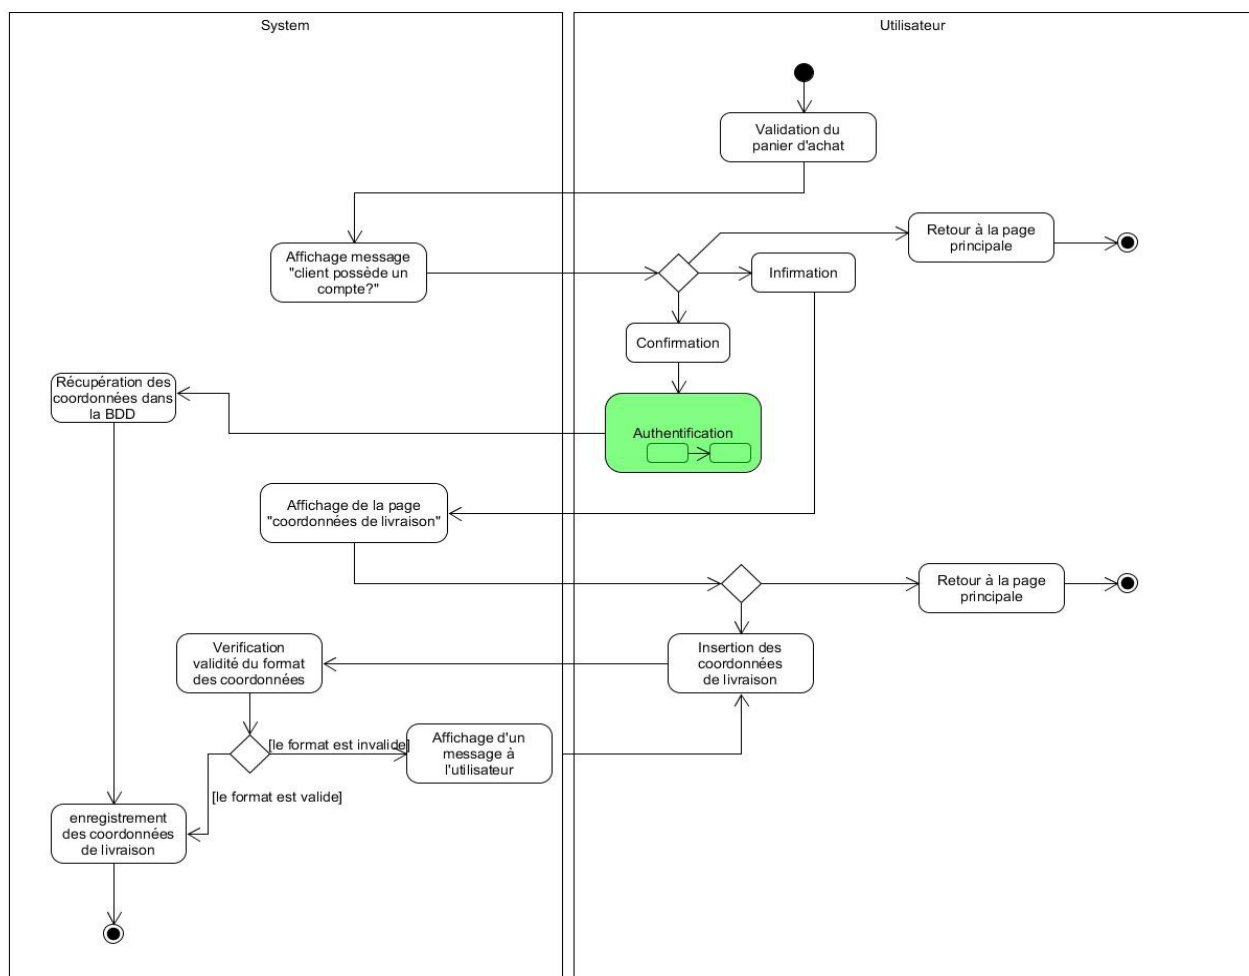 System
Utilisateur
Validation du
panier d'achat
Retour à la page
principale
Affichage message
"client possède un
compte?"
Infirmation
Confirmation
Récupération des
coordonnées dans
la BDD
Authentification
Affichage de la page
"coordonnées de livraison"
Retour à la page
principale
Verification
validité du format
des coordonnées
Insertion des
coordonnées
de livraison
[le format est invalide]
Affichage d'un
message à
l'utilisateur
[le format est valide]
enregistrement
des coordonnées
de livraison